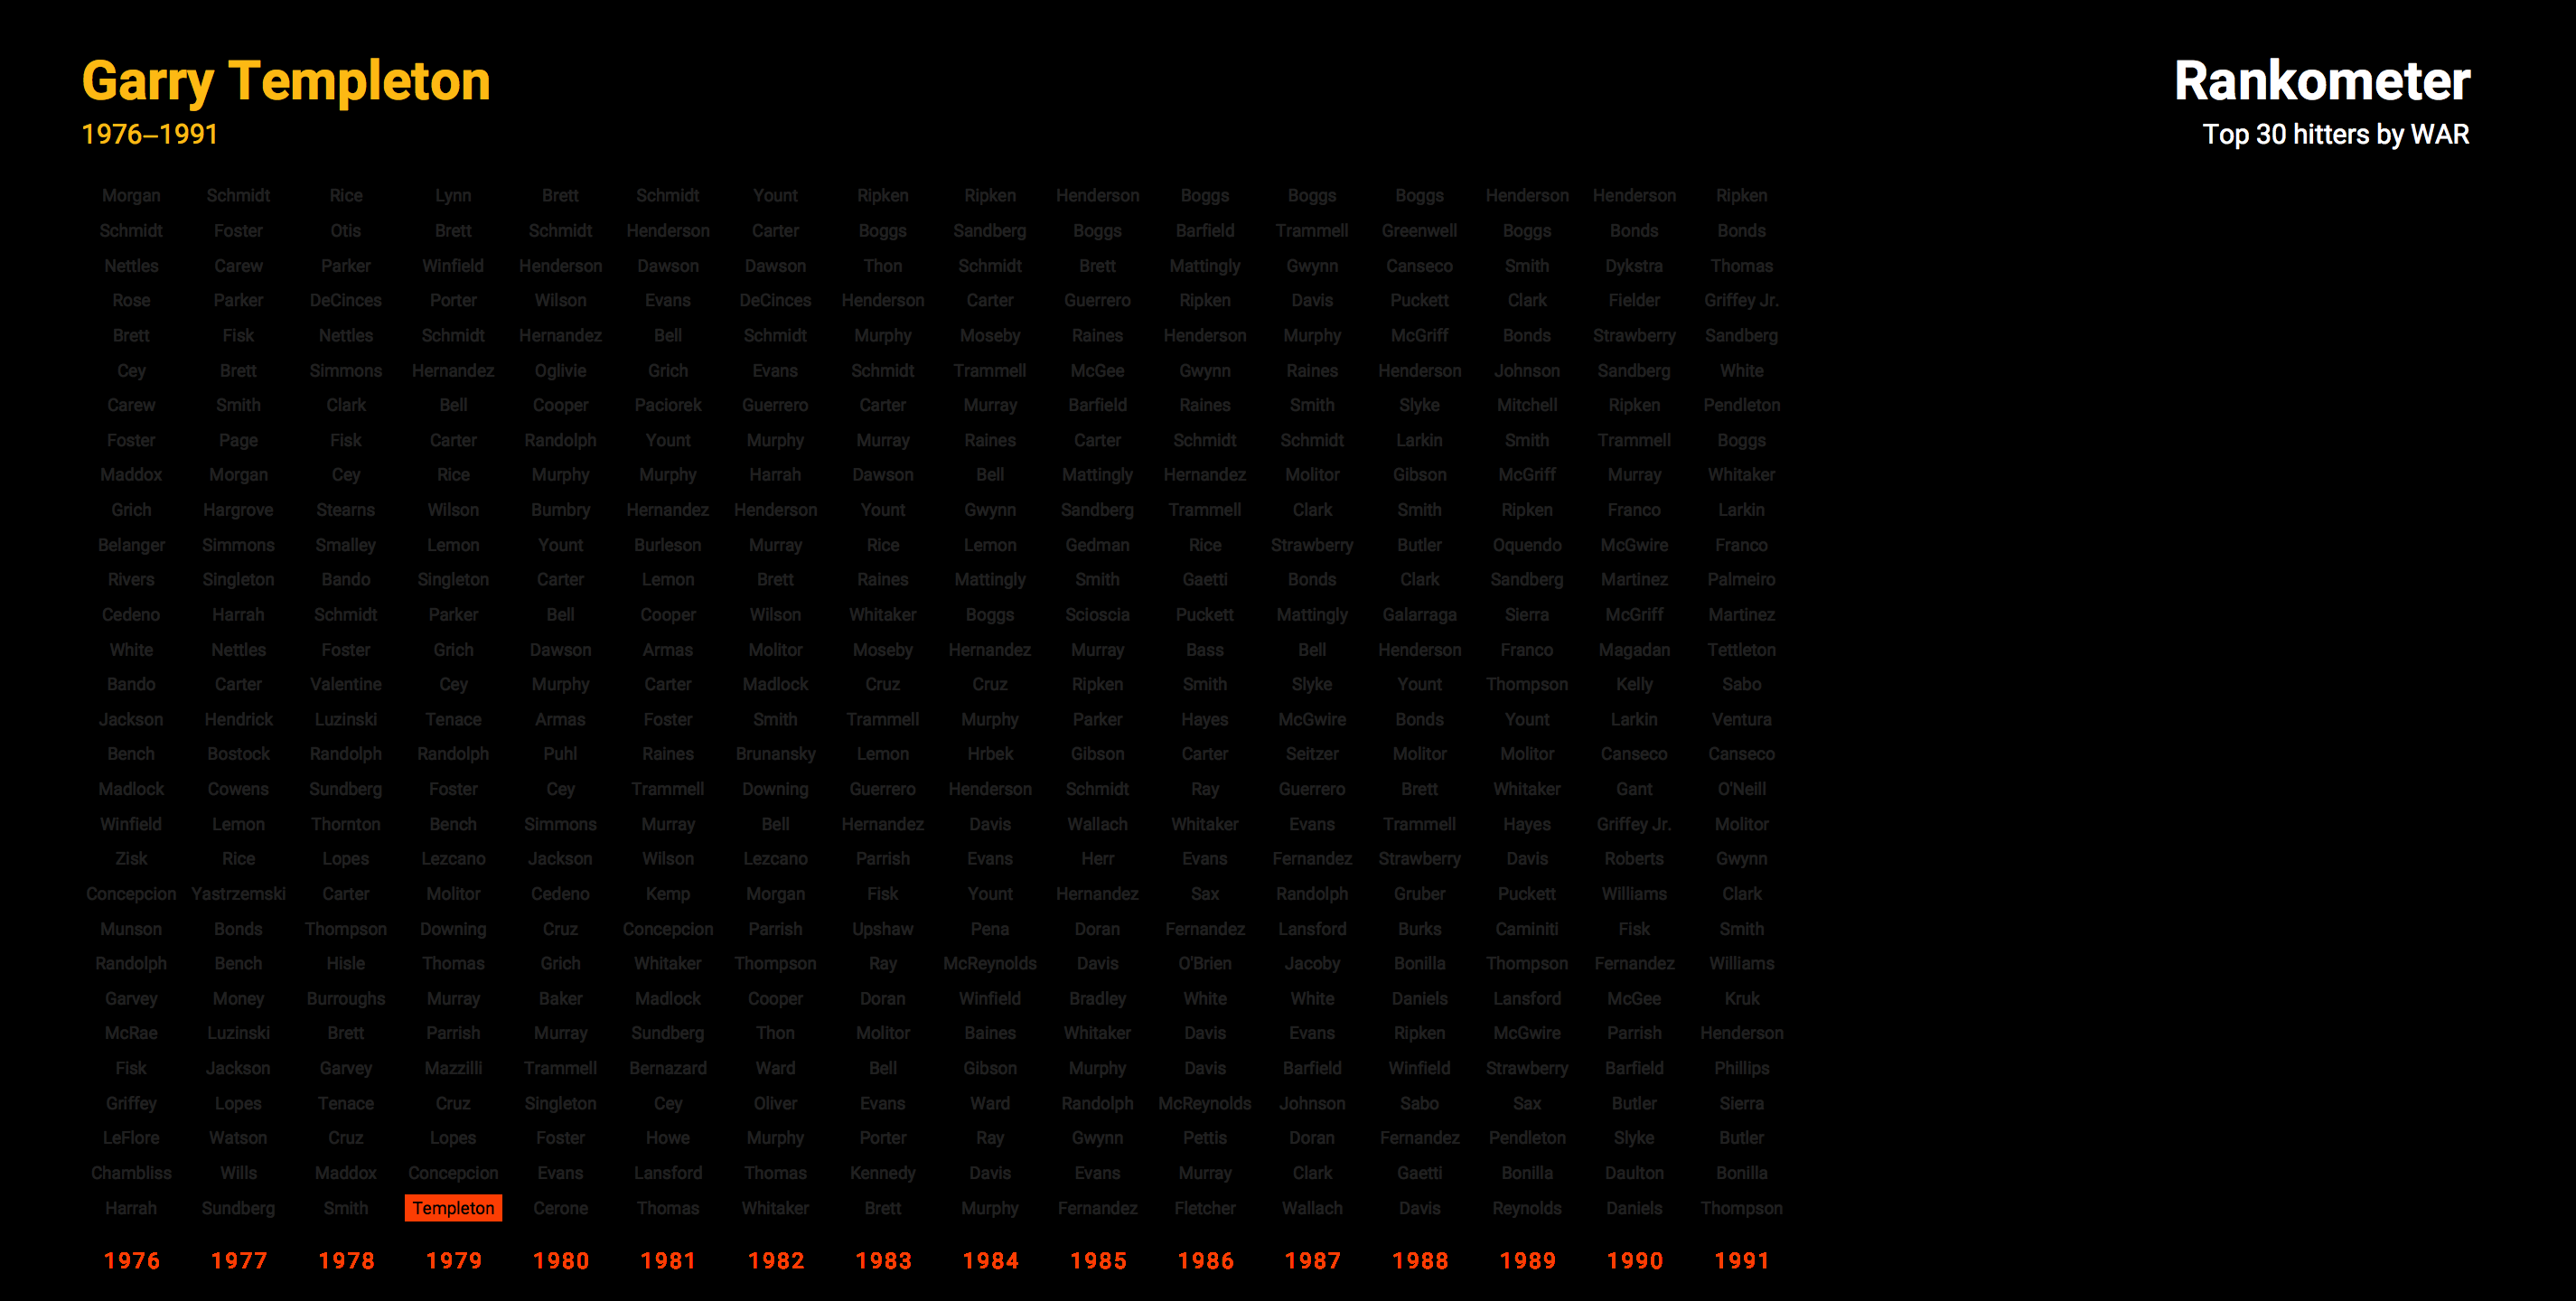 Garry Templeton
1976–1991
Rankometer
Top 30 hitters by WAR
Morgan Schmidt Rice Lynn Brett Schmidt Yount Ripken Ripken Henderson Boggs Boggs Boggs Henderson Henderson Ripken
Schmidt Foster Otis Brett Schmidt Henderson Carter Boggs Sandberg Boggs Barfield Trammell Greenwell Boggs Bonds Bonds
Nettles Carew Parker Winfield Henderson Dawson Dawson Thon Schmidt Brett Mattingly Gwynn Canseco Smith Dykstra Thomas
Rose Parker DeCinces Porter Wilson Evans DeCinces Henderson Carter Guerrero Ripken Davis Puckett Clark Fielder Griffey Jr.
Brett Fisk Nettles Schmidt Hernandez Bell Schmidt Murphy Moseby Raines Henderson Murphy McGriff Bonds Strawberry Sandberg
Cey Brett Simmons Hernandez Oglivie Grich Evans Schmidt Trammell McGee Gwynn Raines Henderson Johnson Sandberg White
Carew Smith Clark Bell Cooper Paciorek Guerrero Carter Murray Barfield Raines Smith Slyke Mitchell Ripken Pendleton
Foster Page Fisk Carter Randolph Yount Murphy Murray Raines Carter Schmidt Schmidt Larkin Smith Trammell Boggs
Maddox Morgan Cey Rice Murphy Murphy Harrah Dawson Bell Mattingly Hernandez Molitor Gibson McGriff Murray Whitaker
Grich Hargrove Stearns Wilson Bumbry Hernandez Henderson Yount Gwynn Sandberg Trammell Clark Smith Ripken Franco Larkin
Belanger Simmons Smalley Lemon Yount Burleson Murray Rice Lemon Gedman Rice Strawberry Butler Oquendo McGwire Franco
Rivers Singleton Bando Singleton Carter Lemon Brett Raines Mattingly Smith Gaetti Bonds Clark Sandberg Martinez Palmeiro
Cedeno Harrah Schmidt Parker Bell Cooper Wilson Whitaker Boggs Scioscia Puckett Mattingly Galarraga Sierra McGriff Martinez
White Nettles Foster Grich Dawson Armas Molitor Moseby Hernandez Murray Bass Bell Henderson Franco Magadan Tettleton
Bando Carter Valentine Cey Murphy Carter Madlock Cruz Cruz Ripken Smith Slyke Yount Thompson Kelly Sabo
Jackson Hendrick Luzinski Tenace Armas Foster Smith Trammell Murphy Parker Hayes McGwire Bonds Yount Larkin Ventura
Bench Bostock Randolph Randolph Puhl Raines Brunansky Lemon Hrbek Gibson Carter Seitzer Molitor Molitor Canseco Canseco
Madlock Cowens Sundberg Foster Cey Trammell Downing Guerrero Henderson Schmidt Ray Guerrero Brett Whitaker Gant O'Neill
Winfield Lemon Thornton Bench Simmons Murray Bell Hernandez Davis Wallach Whitaker Evans Trammell Hayes Griffey Jr. Molitor
Zisk Rice Lopes Lezcano Jackson Wilson Lezcano Parrish Evans Herr Evans Fernandez Strawberry Davis Roberts Gwynn
Concepcion Yastrzemski Carter Molitor Cedeno Kemp Morgan Fisk Yount Hernandez Sax Randolph Gruber Puckett Williams Clark
Munson Bonds Thompson Downing Cruz Concepcion Parrish Upshaw Pena Doran Fernandez Lansford Burks Caminiti Fisk Smith
Randolph Bench Hisle Thomas Grich Whitaker Thompson Ray McReynolds Davis O'Brien Jacoby Bonilla Thompson Fernandez Williams
Garvey Money Burroughs Murray Baker Madlock Cooper Doran Winfield Bradley White White Daniels Lansford McGee Kruk
McRae Luzinski Brett Parrish Murray Sundberg Thon Molitor Baines Whitaker Davis Evans Ripken McGwire Parrish Henderson
Fisk Jackson Garvey Mazzilli Trammell Bernazard Ward Bell Gibson Murphy Davis Barfield Winfield Strawberry Barfield Phillips
Griffey Lopes Tenace Cruz Singleton Cey Oliver Evans Ward Randolph McReynolds Johnson Sabo Sax Butler Sierra
LeFlore Watson Cruz Lopes Foster Howe Murphy Porter Ray Gwynn Pettis Doran Fernandez Pendleton Slyke Butler
Chambliss Wills Maddox Concepcion Evans Lansford Thomas Kennedy Davis Evans Murray Clark Gaetti Bonilla Daulton Bonilla
Harrah Sundberg Smith Templeton Cerone Thomas Whitaker Brett Murphy Fernandez Fletcher Wallach Davis Reynolds Daniels Thompson
1976 1977 1978 1979 1980 1981 1982 1983 1984 1985 1986 1987 1988 1989 1990 1991